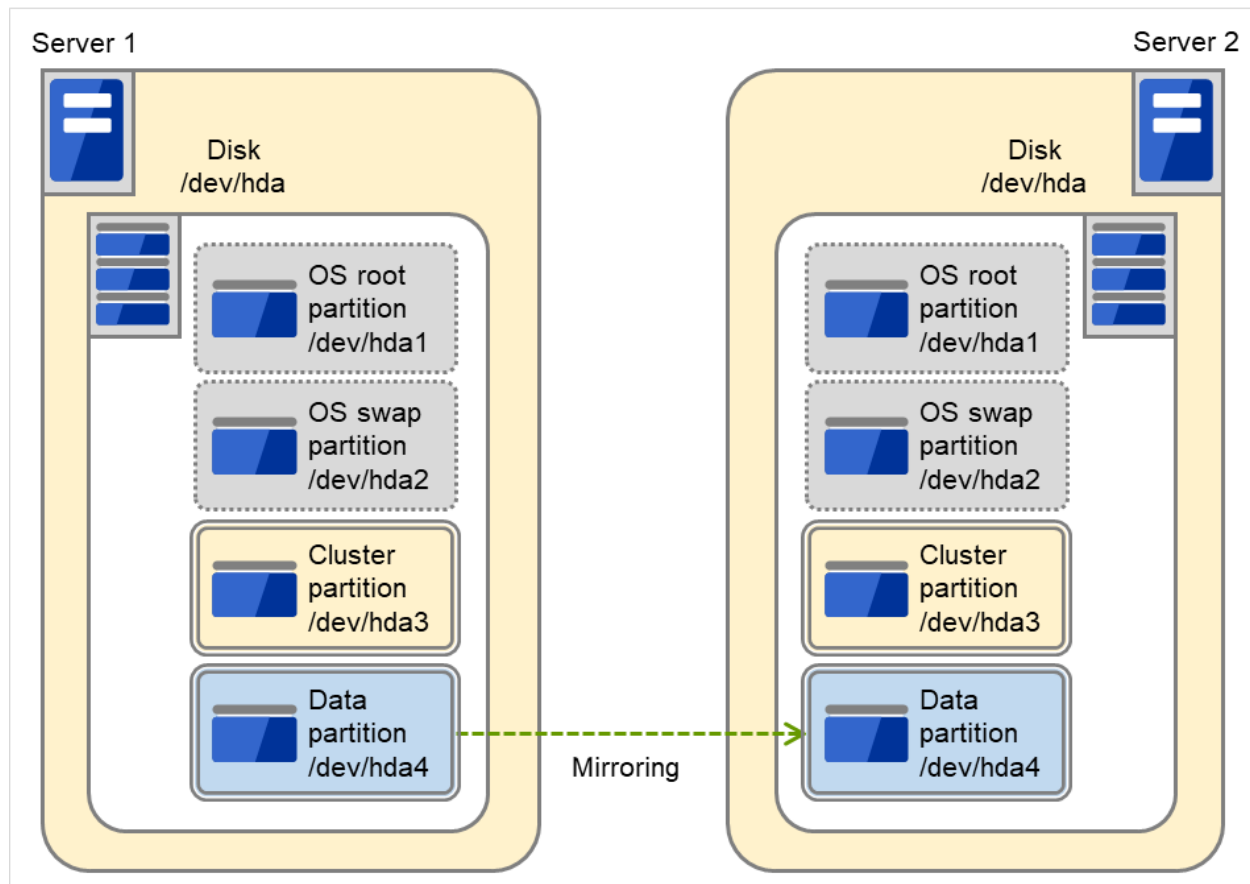 Server 1
Disk
/dev/hda
OS root
partition
/dev/hda1
OS swap
partition
/dev/hda2
Cluster
partition
/dev/hda3
Data
partition
/dev/hda4
Mirroring
Server 2
Disk
/dev/hda
OS root
partition
/dev/hda1
OS swap
partition
/dev/hda2
Cluster
partition
/dev/hda3
Data
partition
/dev/hda4